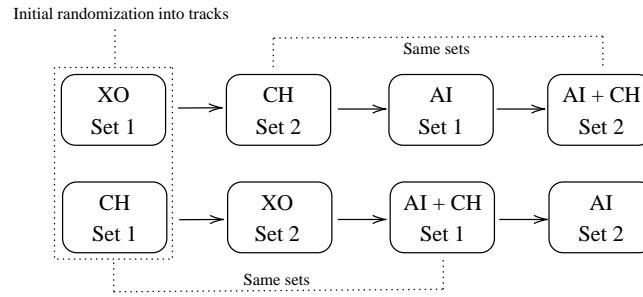 Initial randomization into tracks
Same sets
XO
Set 1
CH
Set 2
AI
Set 1
AI + CH
Set 2
CH
Set 1
XO
Set 2
AI + CH
Set 1
AI
Set 2
Same sets